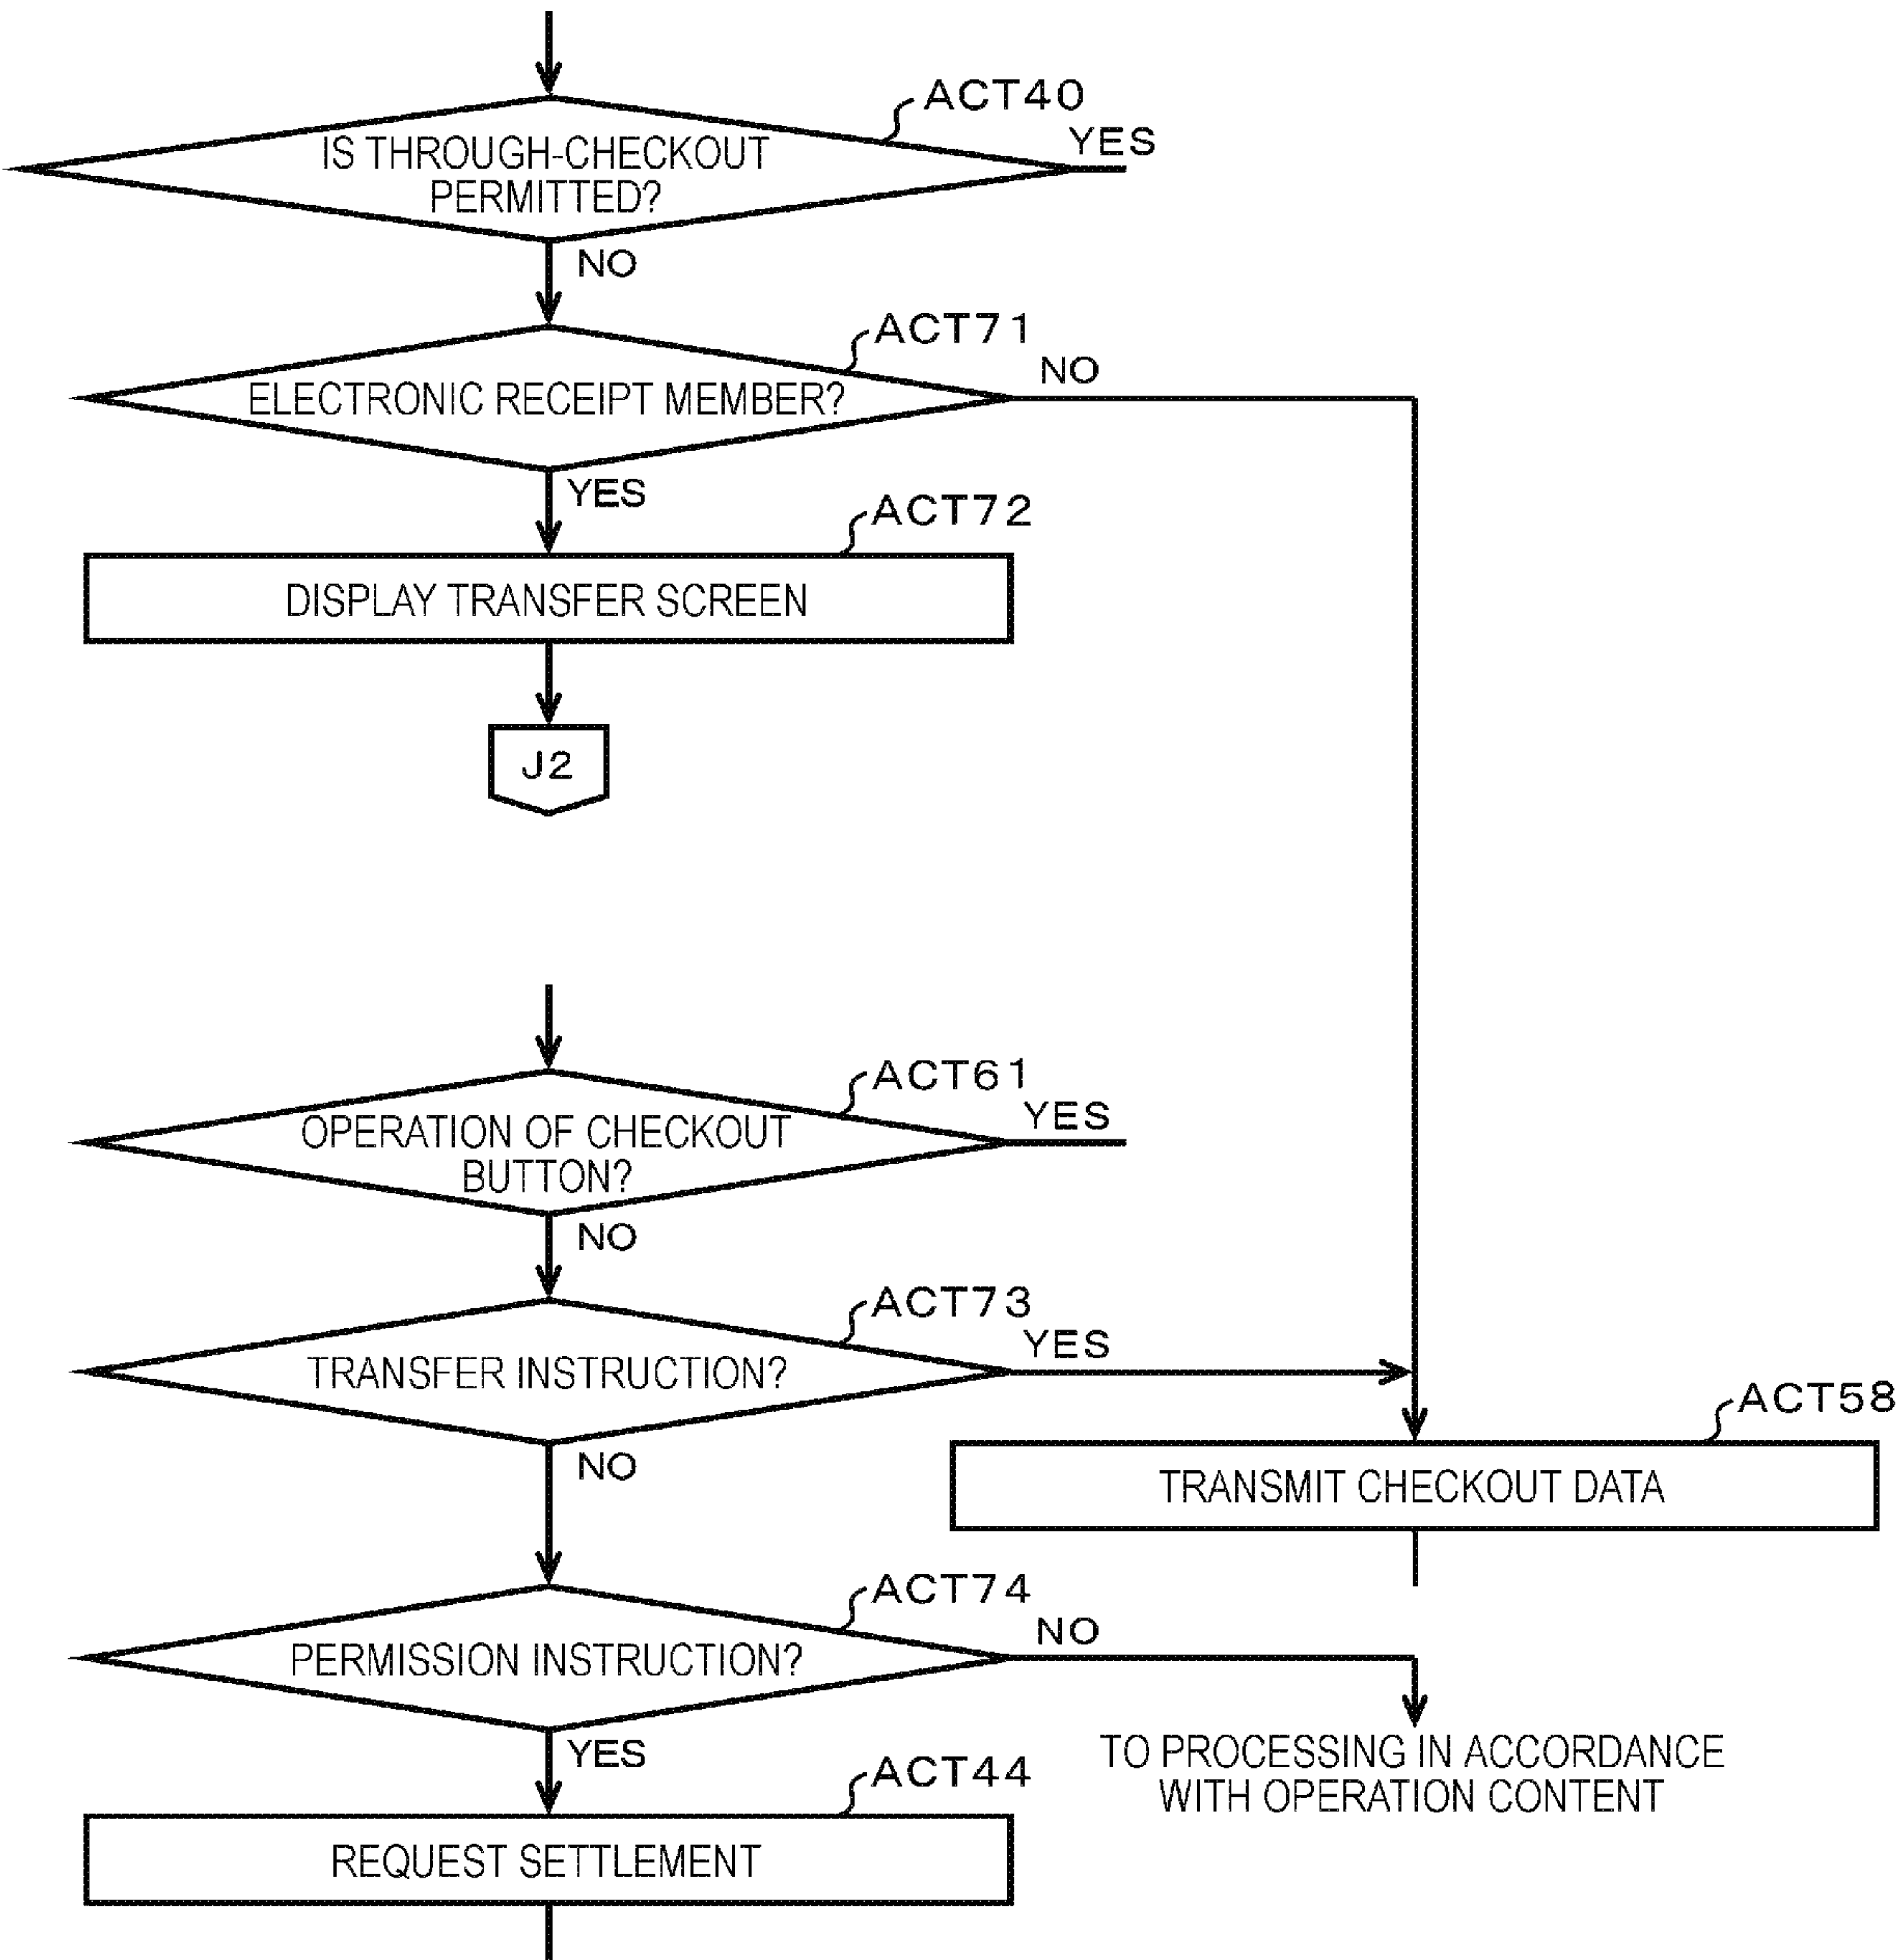 ACT40
YES
IS THROUGH-CHECKOUT
PERMITTED?
NO
ACT71
NO
ELECTRONIC RECEIPT MEMBER?
YES
ACT72
DISPLAY TRANSFER SCREEN
J2
ACT61
YES
OPERATION OF CHECKOUT
BUTTON?
NO
ACT73
YES
TRANSFER INSTRUCTION?
ACT58
NO
TRANSMIT CHECKOUT DATA
ACT74
NO
PERMISSION INSTRUCTION?
YES
TO PROCESSING IN ACCORDANCE
WITH OPERATION CONTENT
ACT44
REQUEST SETTLEMENT